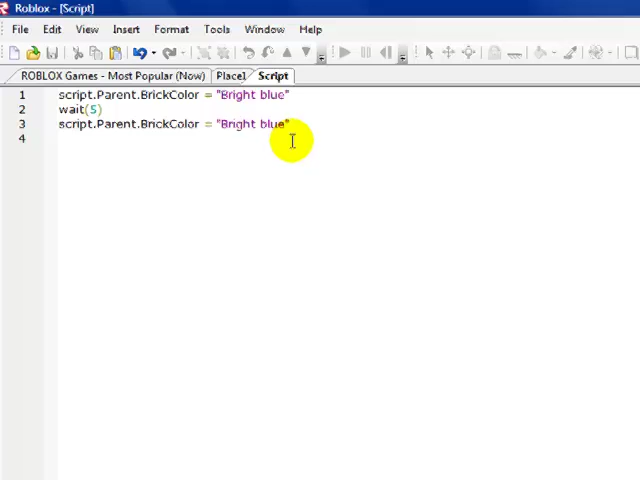 Roblox - [Script]
File Edit View Insert Format Tools Window Help
ROBLOX Games - Most Popular (Now) Place1 Script
1 script.Parent.BrickColor = "Bright blue"
2 wait(5)
3 script.Parent.BrickColor = "Bright blue"
4